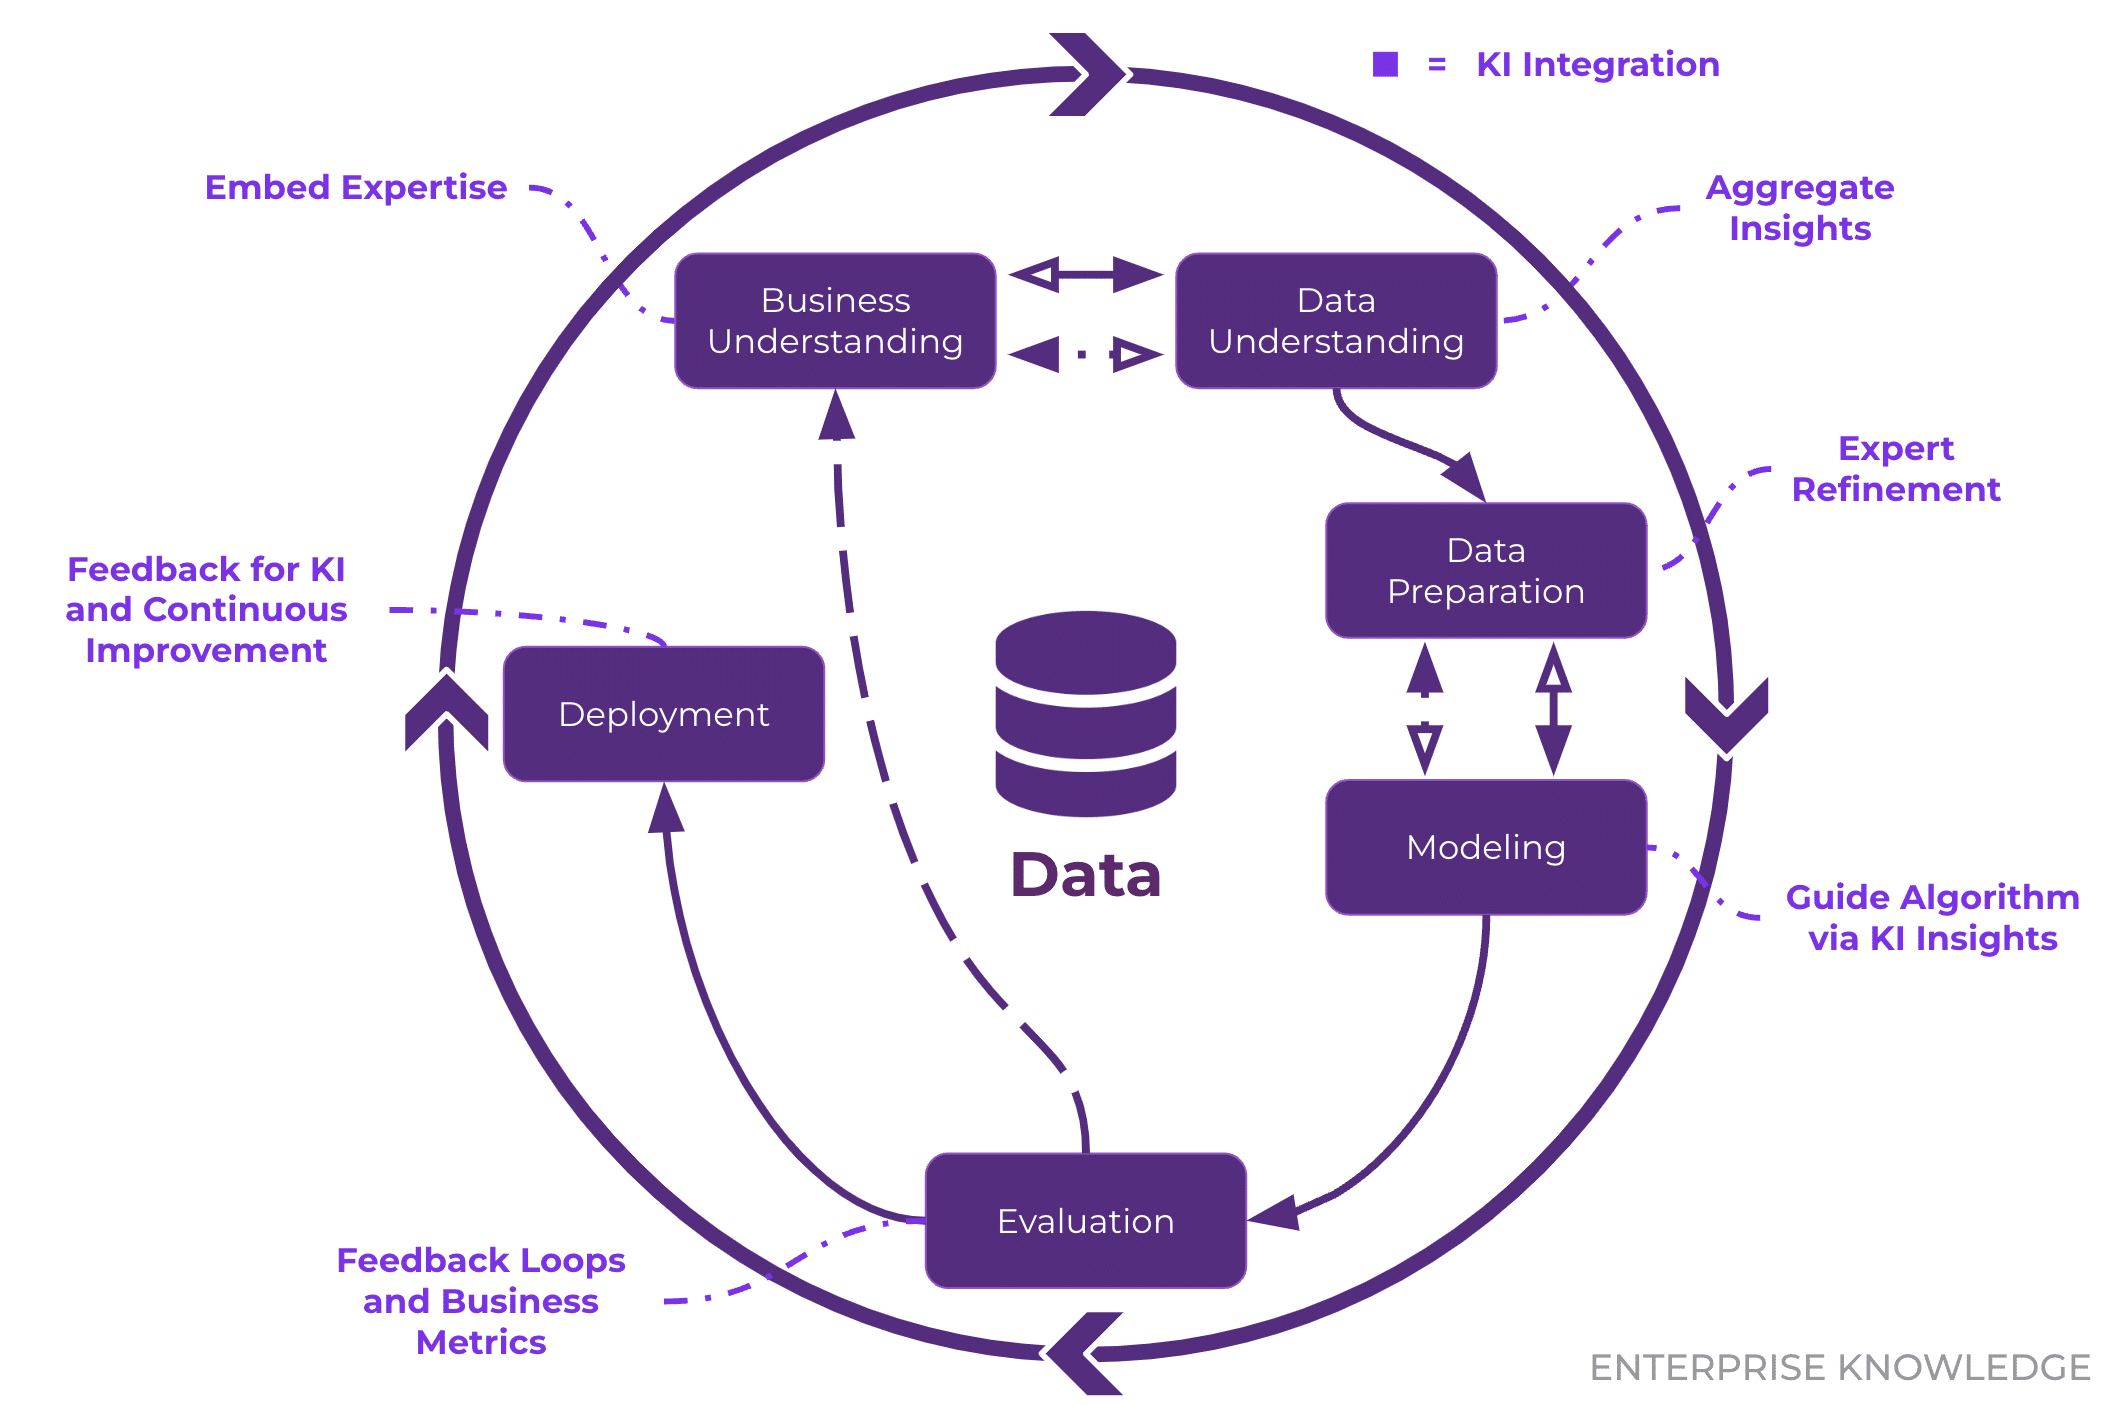 ■ = KI Integration
Embed Expertise
Aggregate
Insights
Business
Understanding
Data
Understanding
Expert
Refinement
Data
Preparation
Feedback for KI
and Continuous
Improvement
Deployment
Data
Modeling
Guide Algorithm
via KI Insights
Evaluation
Feedback Loops
and Business
Metrics
ENTERPRISE KNOWLEDGE